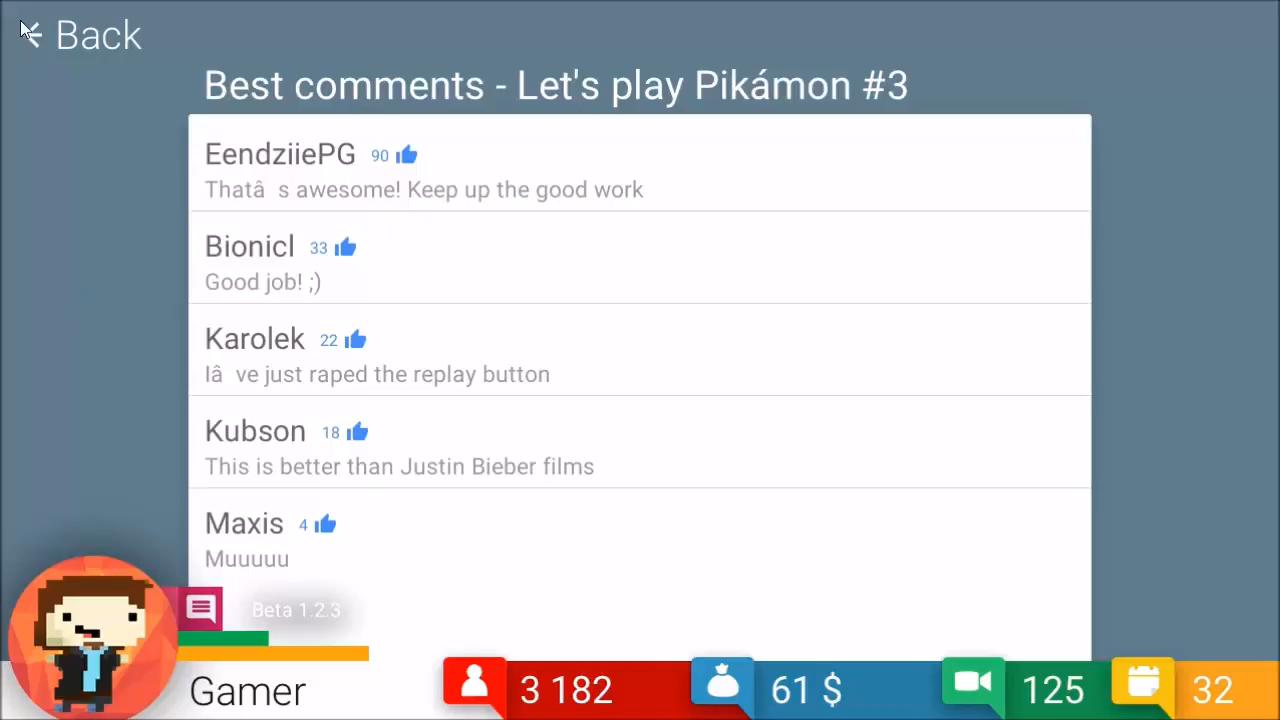 Back
Best comments - Let's play Pikámon #3
EendziiePG 90
Thatâ s awesome! Keep up the good work
Bionicl 33
Good job! ;)
Karolek 22
Iâ ve just raped the replay button
Kubson 18
This is better than Justin Bieber films
Maxis 4
Muuuuu
Beta 1.2.3
Gamer 3 182 61 $ 125 32